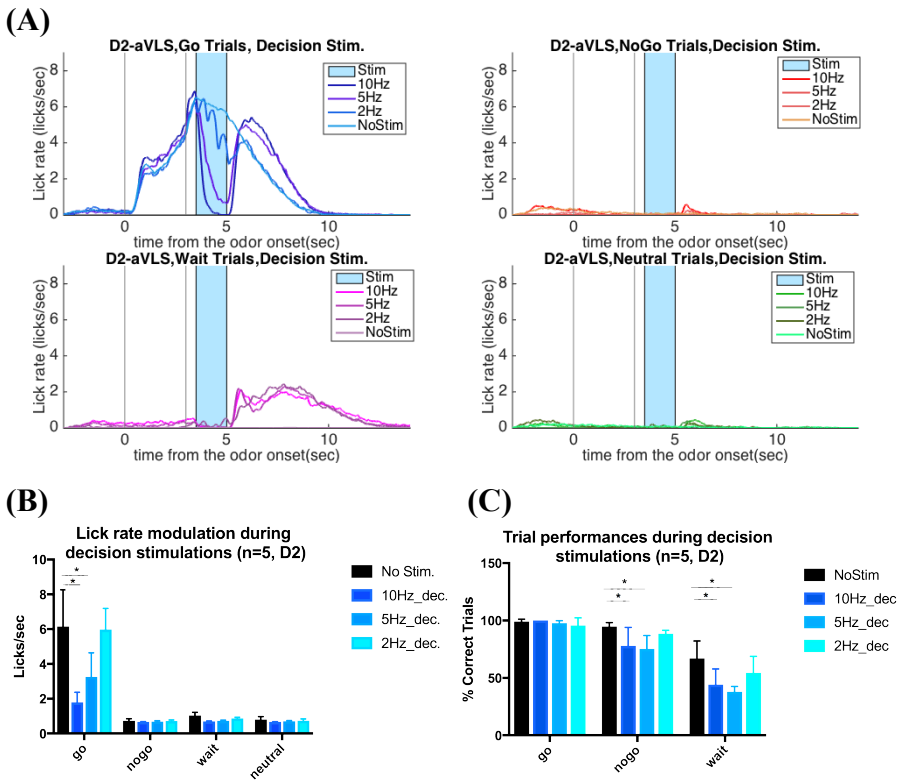 (A)
D2-aVLS,Go Trials, Decision Stim.
Lick rate (licks/sec)
8
6
4
2
0
0
5
10
time from the odor onset(sec)
Stim
10Hz
5Hz
2Hz
NoStim
D2-aVLS,NoGo Trials,Decision Stim.
Lick rate (licks/sec)
8
6
4
2
0
0
5
10
time from the odor onset(sec)
Stim
10Hz
5Hz
2Hz
NoStim
D2-aVLS,Wait Trials,Decision Stim.
Lick rate (licks/sec)
8
6
4
2
0
0
5
10
time from the odor onset(sec)
Stim
10Hz
5Hz
2Hz
NoStim
D2-aVLS,Neutral Trials,Decision Stim.
Lick rate (licks/sec)
8
6
4
2
0
0
5
10
time from the odor onset(sec)
Stim
10Hz
5Hz
2Hz
NoStim
(B)
Lick rate modulation during
decision stimulations (n=5, D2)
Licks/sec
10
8
6
4
2
0
*
*
go
nogo
wait
neutral
No Stim.
10Hz_dec.
5Hz_dec.
2Hz_dec.
(C)
Trial performances during decision
stimulations (n=5, D2)
% Correct Trials
150
100
50
0
*
*
*
*
go
nogo
wait
NoStim
10Hz_dec
5Hz_dec
2Hz_dec